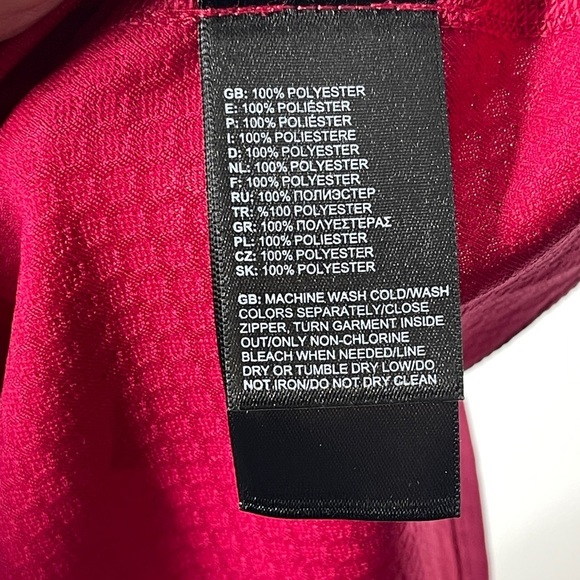 GB: 100% POLYESTER
E: 100% POLIÉSTER
P: 100% POLIÉSTER
I: 100% POLIESTERE
D: 100% POLYESTER
NL: 100% POLYESTER
F: 100% POLYESTER
RU: 100% ПОЛИЭСТЕР
TR: %100 POLYESTER
GR: 100% ΠΟΛΥΕΣΤΕΡΑΣ
PL: 100% POLIESTER
CZ: 100% POLYESTER
SK: 100% POLYESTER
GB: MACHINE WASH COLD/WASH
COLORS SEPARATELY/CLOSE
ZIPPER, TURN GARMENT INSIDE
OUT/ONLY NON-CHLORINE
BLEACH WHEN NEEDED/LINE
DRY OR TUMBLE DRY LOW/DO
NOT IRON/DO NOT DRY CLEAN